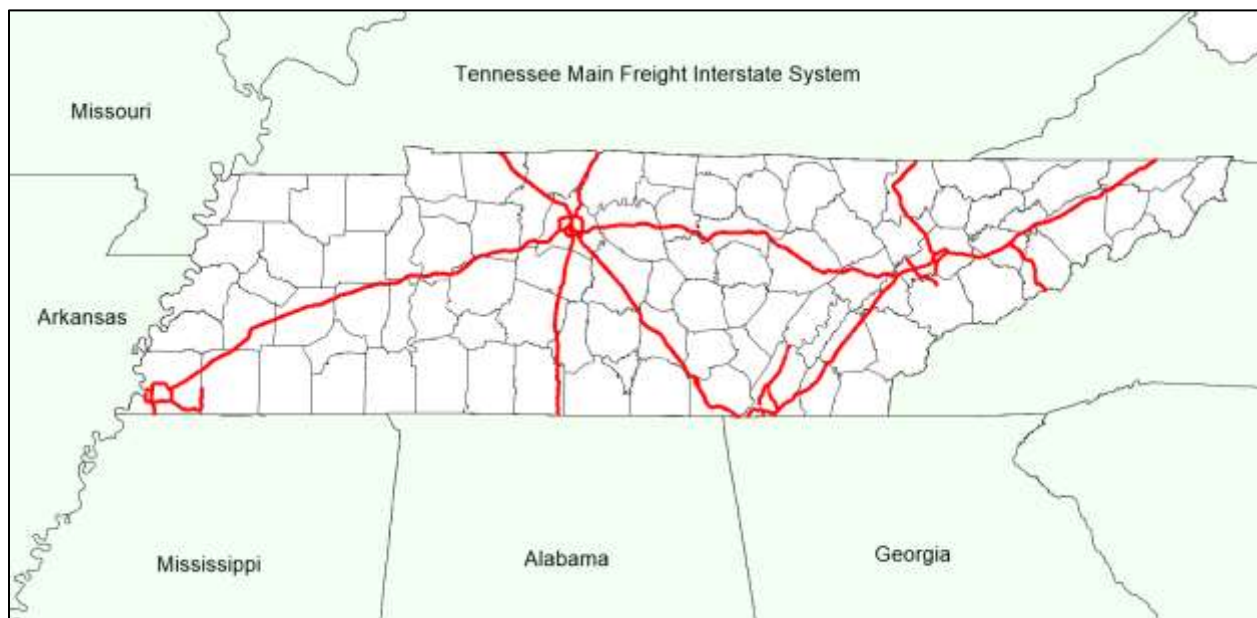 Tennessee Main Freight Interstate System
Missouri
Arkansas
Mississippi
Alabama
Georgia